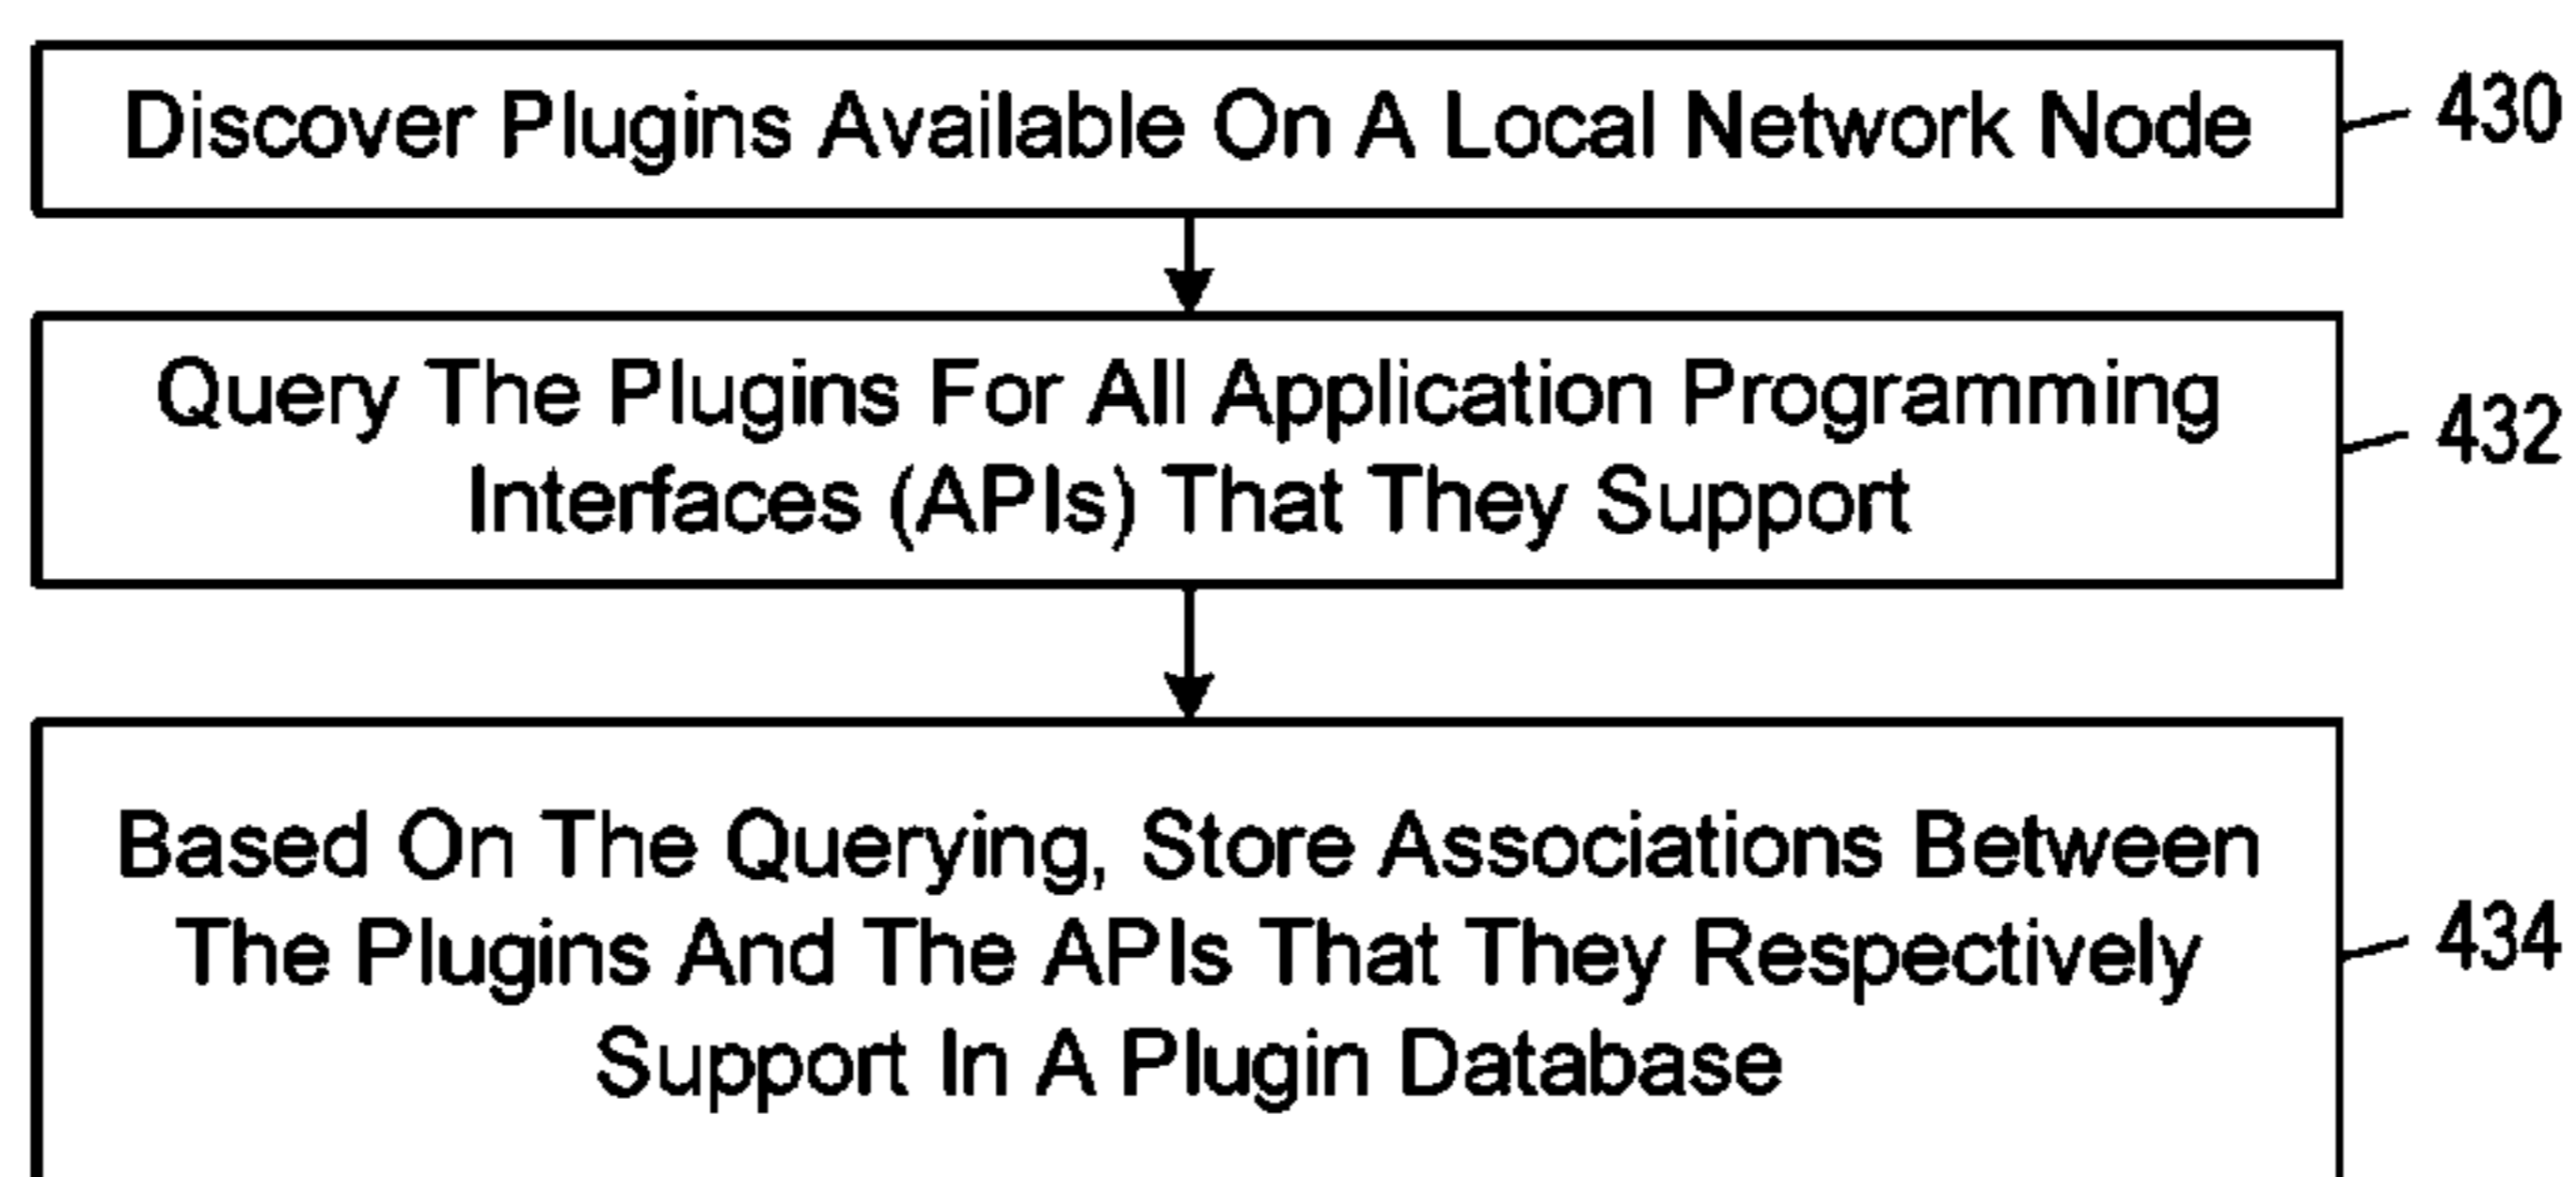 Discover Plugins Available On A Local Network Node
430
Query The Plugins For All Application Programming
Interfaces (APIs) That They Support
432
Based On The Querying, Store Associations Between
The Plugins And The APIs That They Respectively
Support In A Plugin Database
434